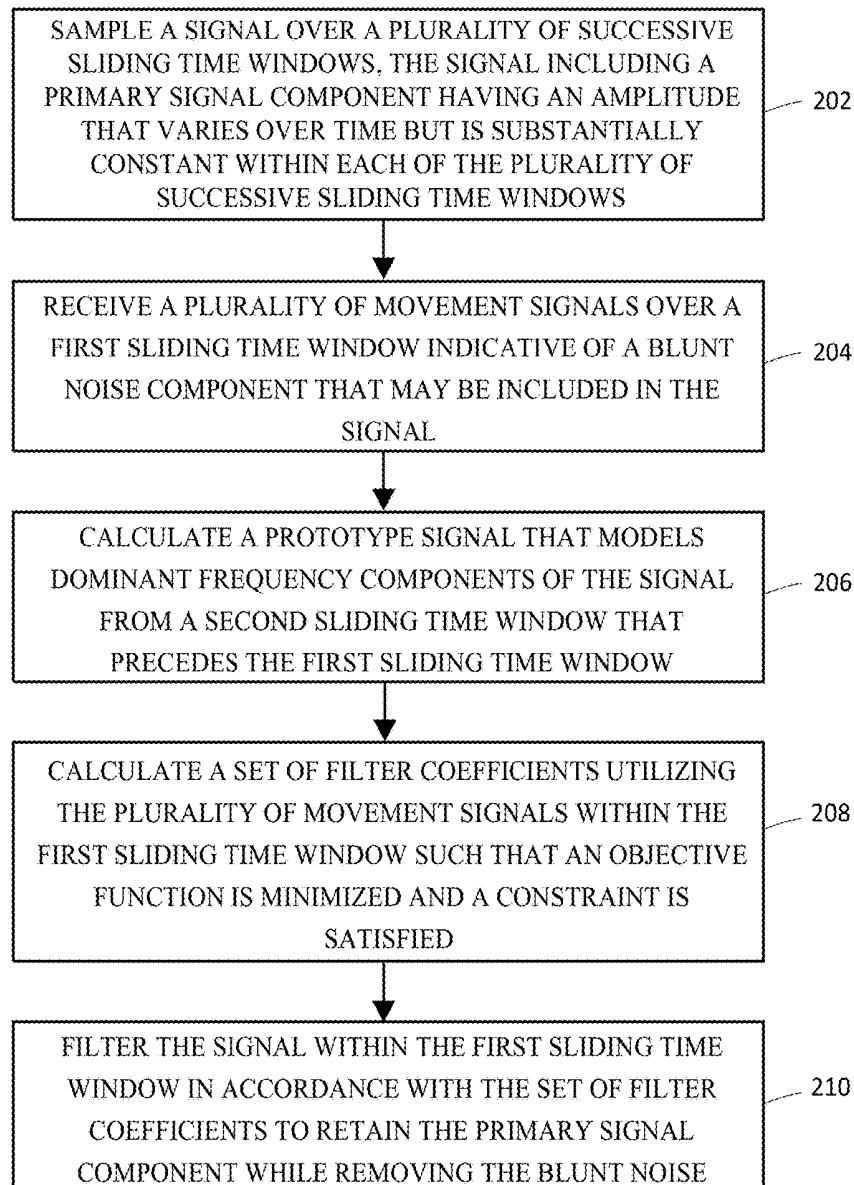 SAMPLE A SIGNAL OVER A PLURALITY OF SUCCESSIVE
SLIDING TIME WINDOWS, THE SIGNAL INCLUDING A
PRIMARY SIGNAL COMPONENT HAVING AN AMPLITUDE
THAT VARIES OVER TIME BUT IS SUBSTANTIALLY
CONSTANT WITHIN EACH OF THE PLURALITY OF
SUCCESSIVE SLIDING TIME WINDOWS
202
RECEIVE A PLURALITY OF MOVEMENT SIGNALS OVER A
FIRST SLIDING TIME WINDOW INDICATIVE OF A BLUNT
NOISE COMPONENT THAT MAY BE INCLUDED IN THE
SIGNAL
204
CALCULATE A PROTOTYPE SIGNAL THAT MODELS
DOMINANT FREQUENCY COMPONENTS OF THE SIGNAL
FROM A SECOND SLIDING TIME WINDOW THAT
PRECEDES THE FIRST SLIDING TIME WINDOW
206
CALCULATE A SET OF FILTER COEFFICIENTS UTILIZING
THE PLURALITY OF MOVEMENT SIGNALS WITHIN THE
FIRST SLIDING TIME WINDOW SUCH THAT AN OBJECTIVE
FUNCTION IS MINIMIZED AND A CONSTRAINT IS
SATISFIED
208
FILTER THE SIGNAL WITHIN THE FIRST SLIDING TIME
WINDOW IN ACCORDANCE WITH THE SET OF FILTER
COEFFICIENTS TO RETAIN THE PRIMARY SIGNAL
COMPONENT WHILE REMOVING THE BLUNT NOISE
210